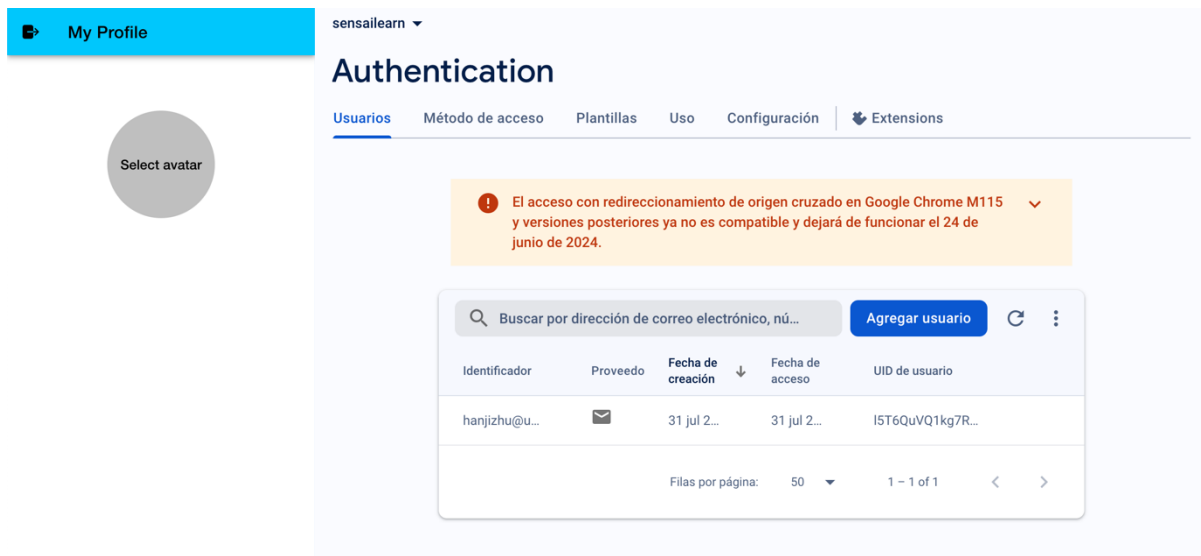 My Profile
Select avatar
sensailearn
Authentication
Usuarios Método de acceso Plantillas Uso Configuración Extensions
El acceso con redireccionamiento de origen cruzado en Google Chrome M115
y versiones posteriores ya no es compatible y dejará de funcionar el 24 de
junio de 2024.
Buscar por dirección de correo electrónico, nú... Agregar usuario
Identificador Proveedo Fecha de creación Fecha de acceso UID de usuario
hanjizhu@u... 31 jul 2... 31 jul 2... l5T6QuVQ1kg7R...
Filas por página: 50 1 – 1 of 1